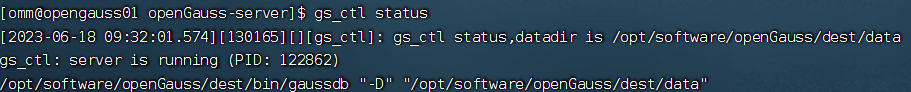 [omm@opengauss01 openGauss-server]$ gs_ctl status
[2023-06-18 09:32:01.574][130165][][gs_ctl]: gs_ctl status,datadir is /opt/software/openGauss/dest/data
gs_ctl: server is running (PID: 122862)
/opt/software/openGauss/dest/bin/gaussdb "-D" "/opt/software/openGauss/dest/data"